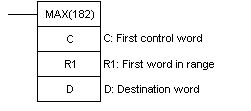 MAX(182)
C C: First control word
R1 R1: First word in range
D D: Destination word